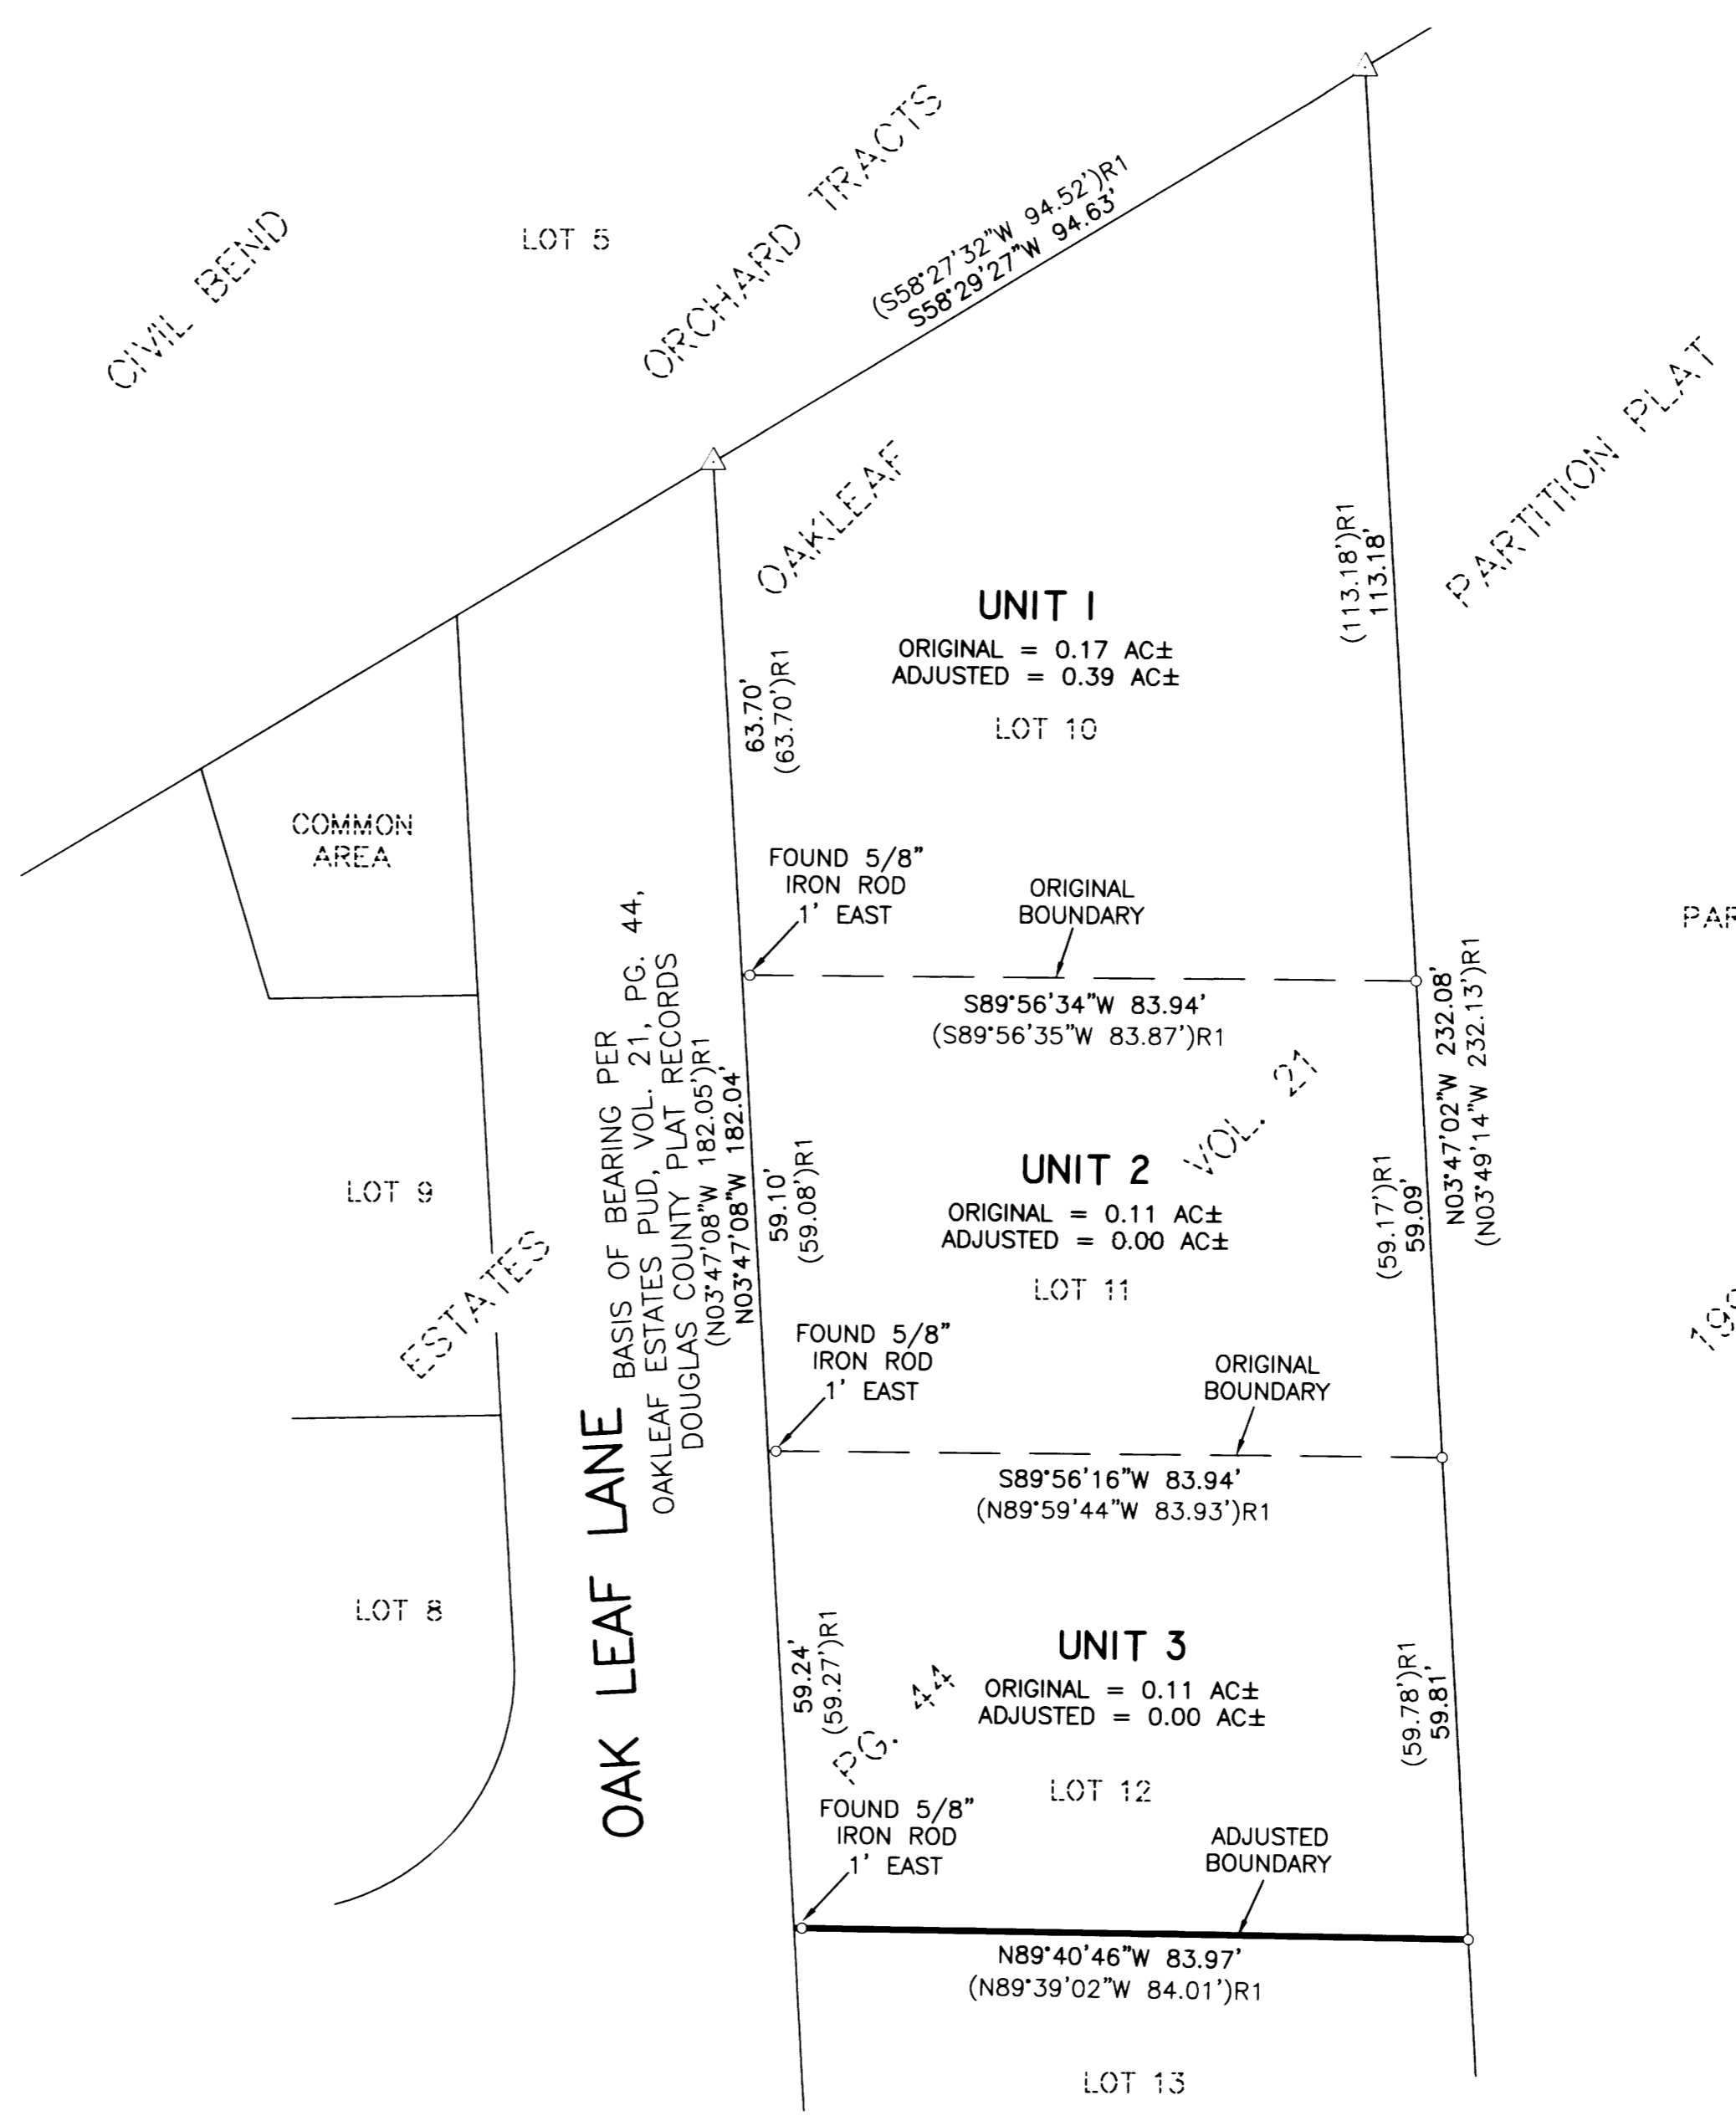 CIVIL BEND
LOT 5
ORCHARD TRACTS
(S58°27'32"W 94.52')R1
S58°29'27"W 94.63'
OAKLEAF
PARTITION PLAT
UNIT 1
ORIGINAL = 0.17 AC±
ADJUSTED = 0.39 AC±
LOT 10
(113.18')R1
113.18'
63.70'
(63.70')R1
COMMON
AREA
FOUND 5/8"
IRON ROD
1' EAST
ORIGINAL
BOUNDARY
S89°56'34"W 83.94'
(S89°56'35"W 83.87')R1
N03°47'02"W 232.08'
(N03°49'14"W 232.13')R1
BASIS OF BEARING PER
OAKLEAF ESTATES PUD, VOL. 21, PG. 44,
DOUGLAS COUNTY PLAT RECORDS
(N03°47'08"W 182.05')R1
N03°47'08"W 182.04'
VOL. 21
LOT 9
ESTATES
59.10'
(59.08')R1
UNIT 2
ORIGINAL = 0.11 AC±
ADJUSTED = 0.00 AC±
LOT 11
(59.17')R1
59.09'
FOUND 5/8"
IRON ROD
1' EAST
ORIGINAL
BOUNDARY
S89°56'16"W 83.94'
(N89°59'44"W 83.93')R1
LOT 8
OAK LEAF LANE
59.24'
(59.27')R1
PG. 44
UNIT 3
ORIGINAL = 0.11 AC±
ADJUSTED = 0.00 AC±
LOT 12
(59.78')R1
59.81'
FOUND 5/8"
IRON ROD
1' EAST
ADJUSTED
BOUNDARY
N89°40'46"W 83.97'
(N89°39'02"W 84.01')R1
LOT 13